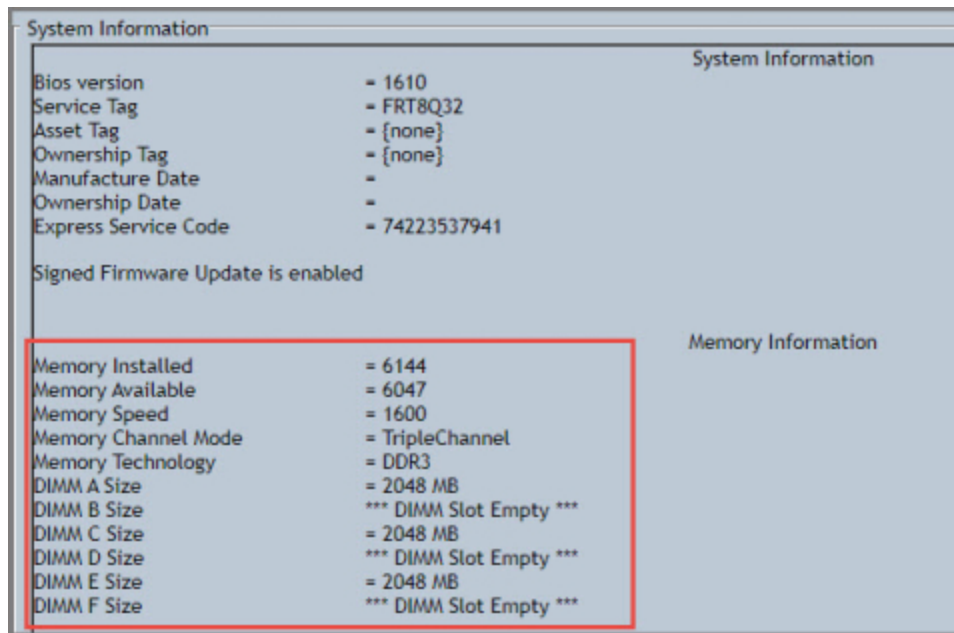 System Information
System Information
Bios version = 1610
Service Tag = FRT8Q32
Asset Tag = {none}
Ownership Tag = {none}
Manufacture Date =
Ownership Date =
Express Service Code = 74223537941
Signed Firmware Update is enabled
Memory Information
Memory Installed = 6144
Memory Available = 6047
Memory Speed = 1600
Memory Channel Mode = TripleChannel
Memory Technology = DDR3
DIMM A Size = 2048 MB
DIMM B Size *** DIMM Slot Empty ***
DIMM C Size = 2048 MB
DIMM D Size *** DIMM Slot Empty ***
DIMM E Size = 2048 MB
DIMM F Size *** DIMM Slot Empty ***